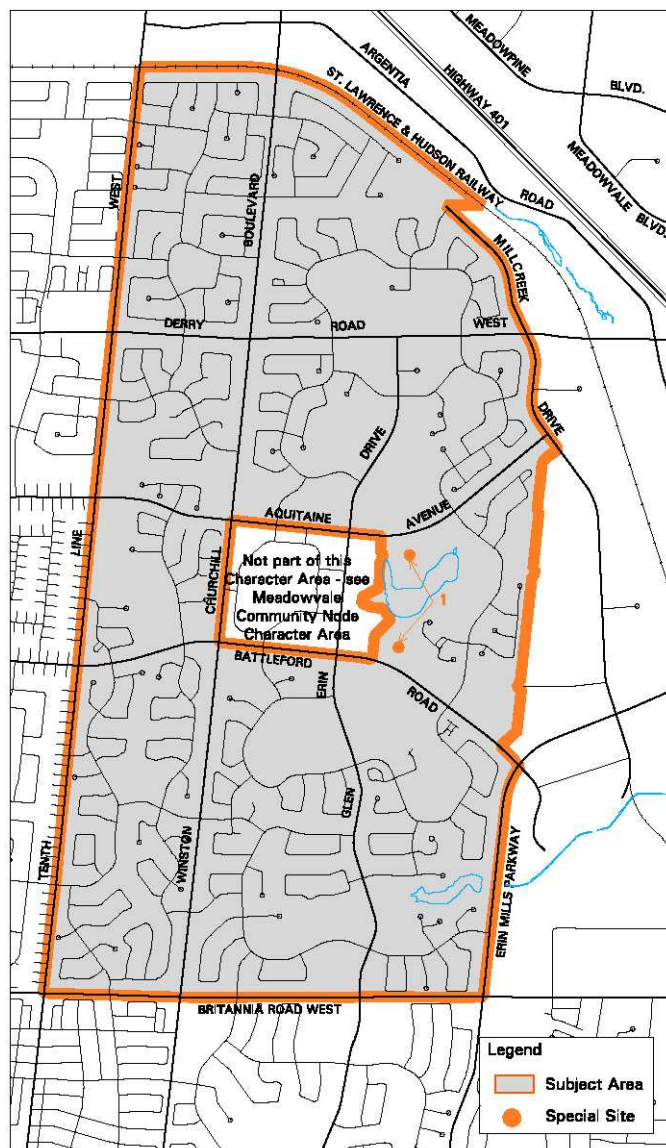 MEADOWPINE
BLVD.
ARGENTIA
HIGHWAY 401
ST. LAWRENCE & HUDSON RAILWAY
ROAD
MEADOWVALE
BLVD.
WEST
BOULEVARD
MILLCREEK
DERRY
ROAD
WEST
DRIVE
DRIVE
AQUITAINE
AVENUE
LINE
CHURCHILL
Not part of this
Character Area - see
Meadowvale
Community Node
Character Area
1
BATTLEFORD
ERIN
ROAD
GLEN
WINSTON
TENTH
ERIN MILLS PARKWAY
BRITANNIA ROAD WEST
Legend
Subject Area
Special Site